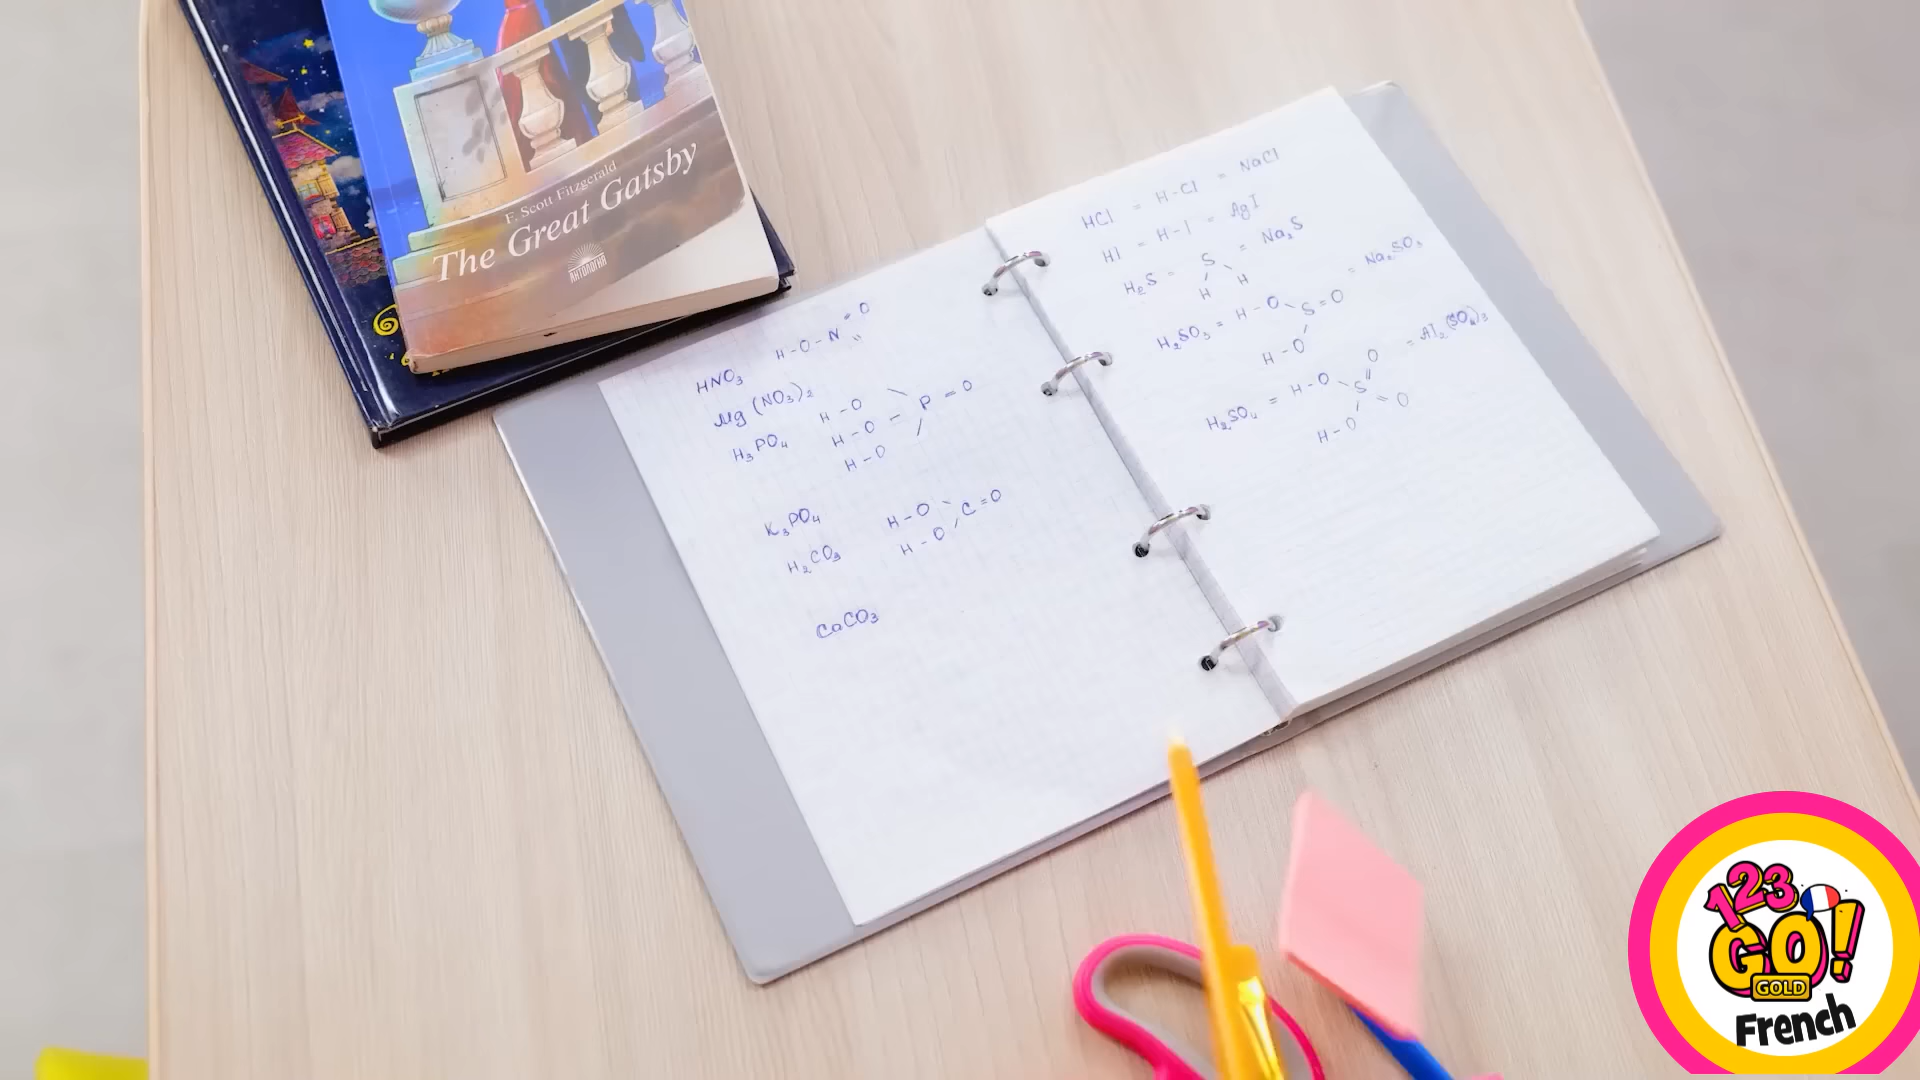 F. Scott Fitzgerald
The Great Gatsby
АНТОЛОГИЯ
HNO3 H-O-N=O
Mg(NO3)2
H3PO4 H-O
H-O - P=O
H-O
K3PO4 H-O
H2CO3 H-O C=O
CaCO3
HCl = H-Cl = NaCl
HI = H-I = AgI
H2S = S = Na2S
H H
H2SO3 = H-O S=O = Na2SO3
H-O
H2SO4 = H-O S=O = Al2(SO4)3
O
H-O
123
GO!
GOLD
French